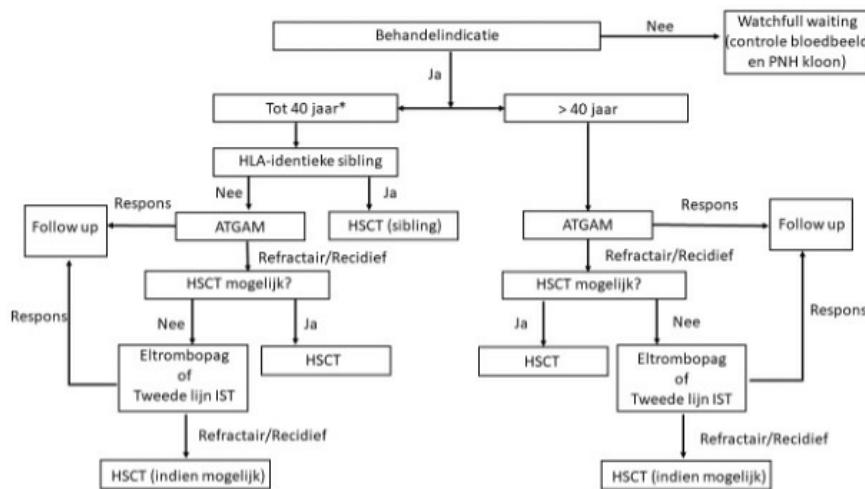 Behandelindicatie
Nee
Watchfull waiting
(controle bloedbeeld
en PNH kloon)
Ja
Tot 40 jaar*
> 40 jaar
HLA-identieke sibling
Nee
Ja
Respons
Follow up
ATGAM
HSCT (sibling)
ATGAM
Respons
Follow up
Refractair/Recidief
Refractair/Recidief
HSCT mogelijk?
HSCT mogelijk?
Respons
Nee
Ja
Ja
Nee
Respons
Eltrombopag
of
Tweede lijn IST
HSCT
HSCT
Eltrombopag
of
Tweede lijn IST
Refractair/Recidief
Refractair/Recidief
HSCT (indien mogelijk)
HSCT (indien mogelijk)